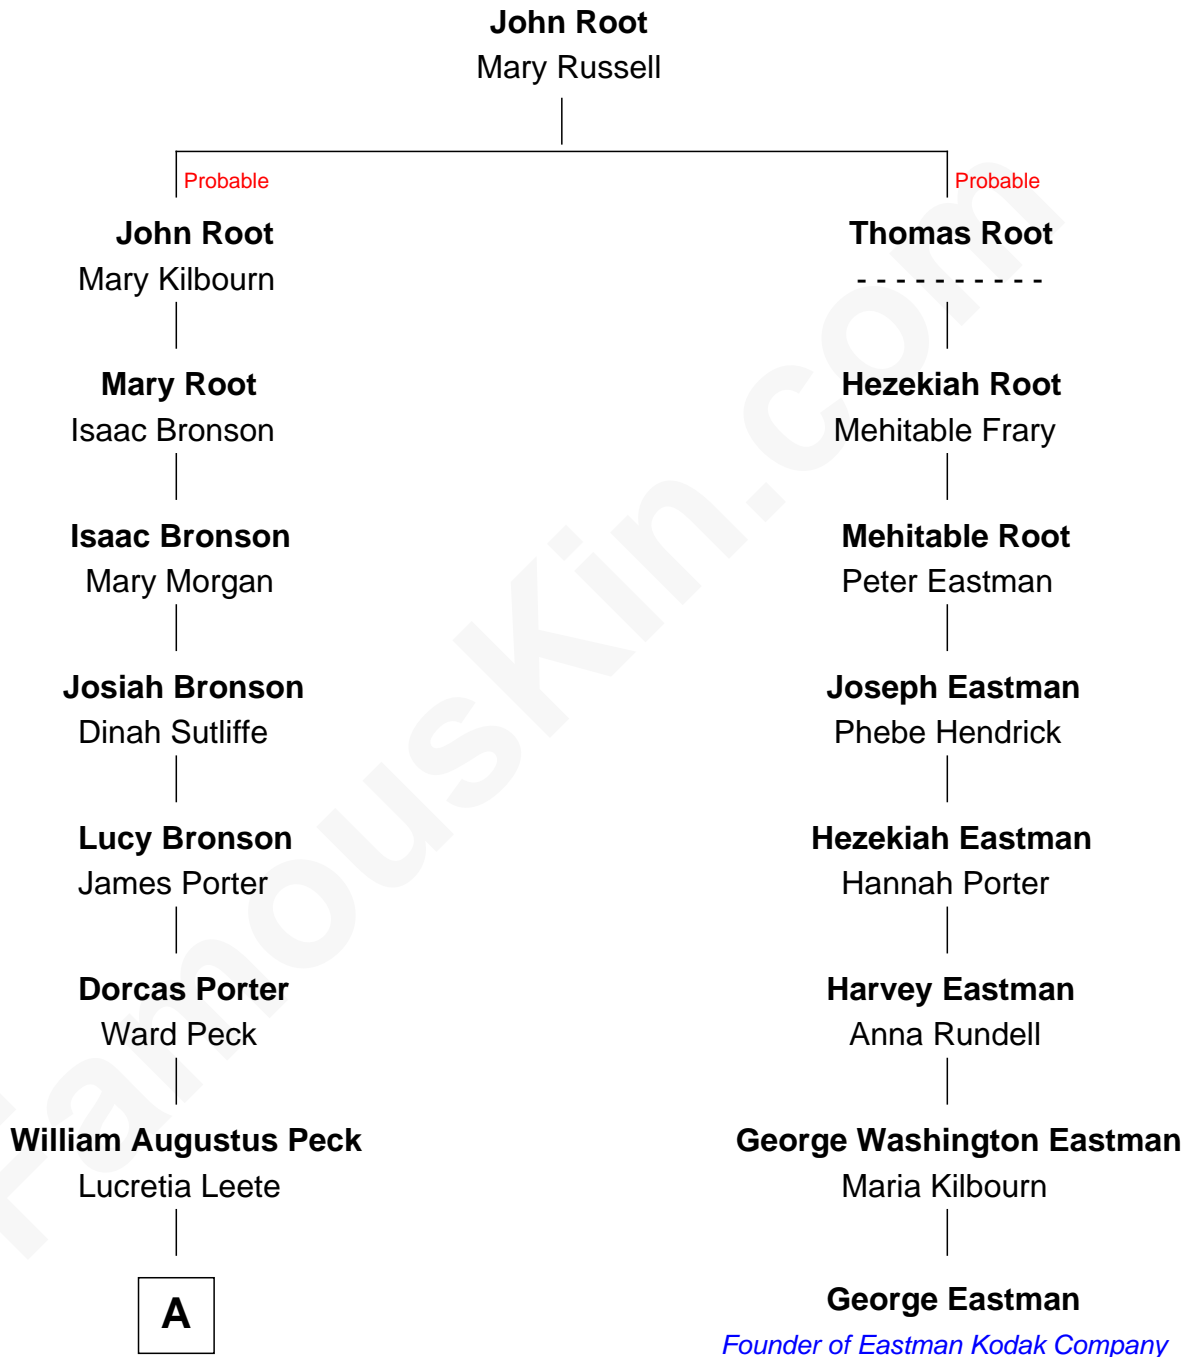 John Root
Mary Russell
Probable
Probable
John Root
Mary Kilbourn
Thomas Root
- - - - - - - - - -
Mary Root
Isaac Bronson
Hezekiah Root
Mehitable Frary
Isaac Bronson
Mary Morgan
Mehitable Root
Peter Eastman
Josiah Bronson
Dinah Sutliffe
Joseph Eastman
Phebe Hendrick
Lucy Bronson
James Porter
Hezekiah Eastman
Hannah Porter
Dorcas Porter
Ward Peck
Harvey Eastman
Anna Rundell
William Augustus Peck
Lucretia Leete
George Washington Eastman
Maria Kilbourn
A
George Eastman
Founder of Eastman Kodak Company
FamousKin.com